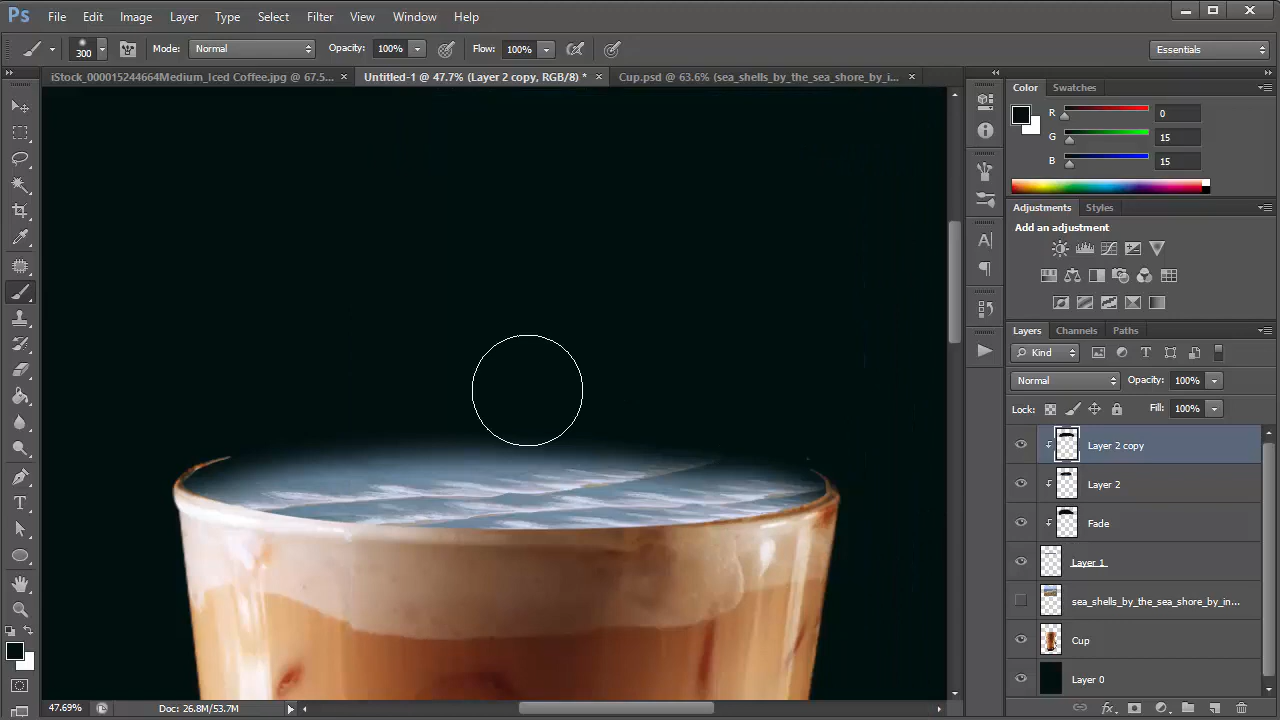 Ps File Edit Image Layer Type Select Filter View Window Help
300 Mode: Normal Opacity: 100% Flow: 100% Essentials
iStock_000015244664Medium_Iced Coffee.jpg @ 67.5... × Untitled-1 @ 47.7% (Layer 2 copy, RGB/8) * × Cup.psd @ 63.6% (sea_shells_by_the_sea_shore_by_i... ×
Color Swatches
R 0
G 15
B 15
Adjustments Styles
Add an adjustment
Layers Channels Paths
Kind
Normal Opacity: 100%
Lock: Fill: 100%
Layer 2 copy
Layer 2
Fade
Layer 1
sea_shells_by_the_sea_shore_by_in...
Cup
Layer 0
47.69% Doc: 26.8M/53.7M